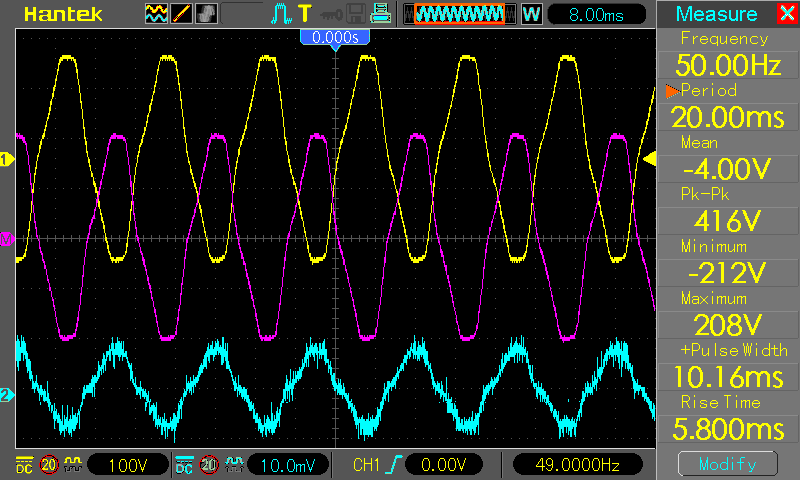 Hantek T W 8.00ms Measure X
0.000s
Frequency
50.00Hz
Period
20.00ms
Mean
-4.00V
Pk-Pk
416V
Minimum
-212V
Maximum
208V
+Pulse Width
10.16ms
Rise Time
5.800ms
Modify
1
M
2
DC 20 100V DC 20 10.0mV CH1 0.00V 49.0000Hz